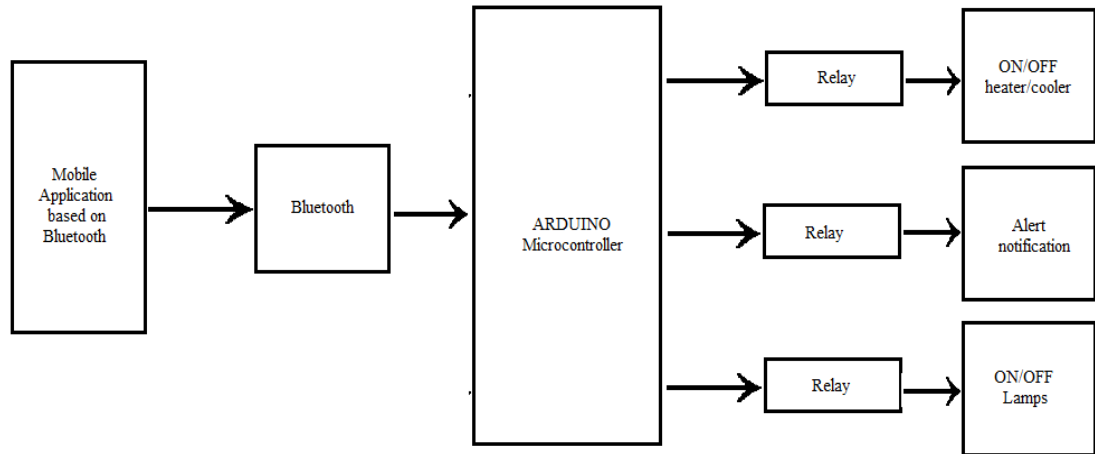 Mobile
Application
based on
Bluetooth
Bluetooth
ARDUINO
Microcontroller
Relay
ON/OFF
heater/cooler
Relay
Alert
notification
Relay
ON/OFF
Lamps